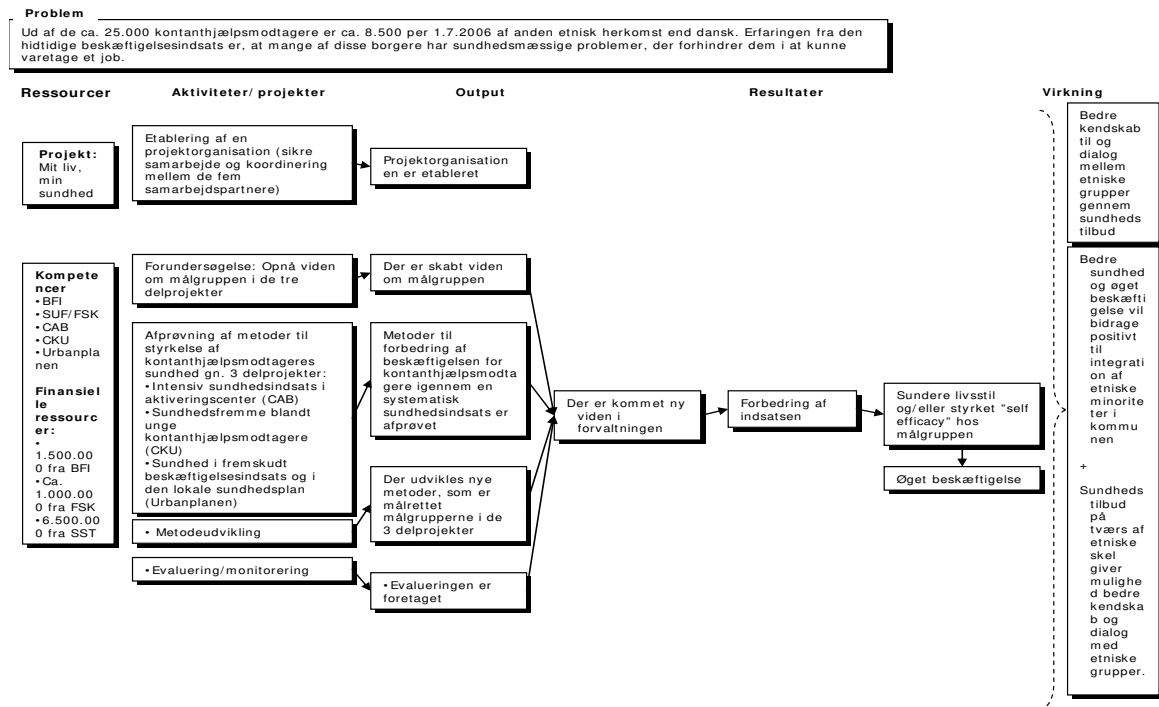 Problem
Ud af de ca. 25.000 kontanthjælpsmodtagere er ca. 8.500 per 1.7.2006 af anden etnisk herkomst end dansk. Erfaringen fra den
hidtidige beskæftigelsesindsats er, at mange af disse borgere har sundhedsmæssige problemer, der forhindrer dem i at kunne
varetage et job.
Ressourcer
Aktiviteter/ projekter
Output
Resultater
Virkning
Projekt:
Mit liv,
min
sundhed
Etablering af en
projektorganisation (sikre
samarbejde og koordinering
mellem de fem
samarbejdspartnere)
Projektorganisation
en er etableret
Kompete
ncer
• BFI
• SUF/FSK
• CAB
• CKU
• Urbanpla
nen
Finansiel
le
ressourc
er:
•
1.500.00
0 fra BFI
• Ca.
1.000.00
0 fra FSK
• 6.500.00
0 fra SST
Forundersøgelse: Opnå viden
om målgruppen i de tre
delprojekter
Der er skabt viden
om målgruppen
Afprøvning af metoder til
styrkelse af
kontanthjælpsmodtageres
sundhed gn. 3 delprojekter:
• Intensiv sundhedsindsats i
aktiveringscenter (CAB)
• Sundhedsfremme blandt
unge
kontanthjælpsmodtagere
(CKU)
• Sundhed i fremskudt
beskæftigelsesindsats og i
den lokale sundhedsplan
(Urbanplanen)
Metoder til
forbedring af
beskæftigelsen for
kontanthjælpsmodta
gere igennem en
systematisk
sundhedsindsats er
afprøvet
• Metodeudvikling
Der udvikles nye
metoder, som er
målrettet
målgrupperne i de
3 delprojekter
• Evaluering/monitorering
• Evalueringen er
foretaget
Der er kommet ny
viden i
forvaltningen
Forbedring af
indsatsen
Sundere livsstil
og/eller styrket "self
efficacy" hos
målgruppen
Øget beskæftigelse
Bedre
kendskab
til og
dialog
mellem
etniske
grupper
gennem
sundheds
tilbud
Bedre
sundhed
og øget
beskæfti
gelse vil
bidrage
positivt
til
integrati
on af
etniske
minorite
ter i
kommu
nen
+
Sundheds
tilbud
på
tværs af
etniske
skel
giver
mulighe
d bedre
kendska
b og
dialog
med
etniske
grupper.